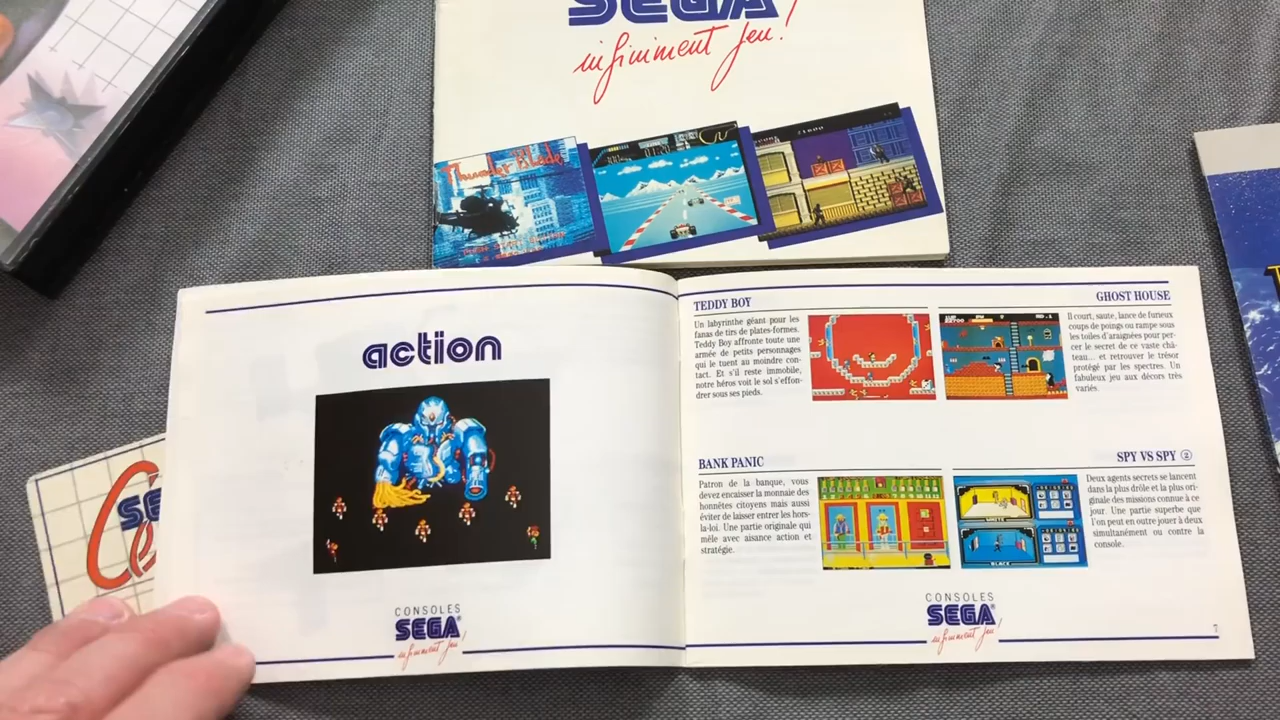 SEGA!
infiniment jeu!
Thunder Blade
action
CONSOLES
SEGA
infiniment jeu!
TEDDY BOY
Un labyrinthe géant pour les
fanas de tirs de plates-formes.
Teddy Boy affronte toute une
armée de petits personnages
qui le tuent au moindre con-
tact. Et s'il reste immobile,
notre héros voit le sol s'effon-
drer sous ses pieds.
GHOST HOUSE
Il court, saute, lance de furieux
coups de poings ou rampe sous
les toiles d'araignées pour per-
cer le secret de ce vaste châ-
teau... et retrouver le trésor
protégé par les spectres. Un
fabuleux jeu aux décors très
variés.
BANK PANIC
Patron de la banque, vous
devez encaisser la monnaie des
honnêtes citoyens mais aussi
éviter de laisser entrer les hors-
la-loi. Une partie originale qui
mêle avec aisance action et
stratégie.
SPY VS SPY ②
Deux agents secrets se lancent
dans la plus drôle et la plus ori-
ginale des missions connue à ce
jour. Une partie superbe que
l'on peut en outre jouer à deux
simultanément ou contre la
console.
WHITE
BLACK
CONSOLES
SEGA
infiniment jeu!
7